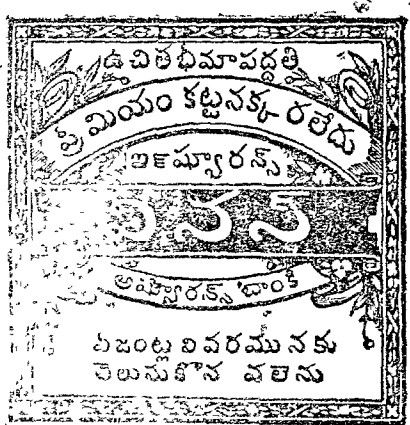 ఉచితభీమాపద్ధతి
ప్రీమియం కట్టనక్కరలేదు
ఇన్ష్యూరన్స్
అష్యూరన్స్ బాంక్
ఏజంట్ల వివరమునకు
తెలుసుకొన వలెను